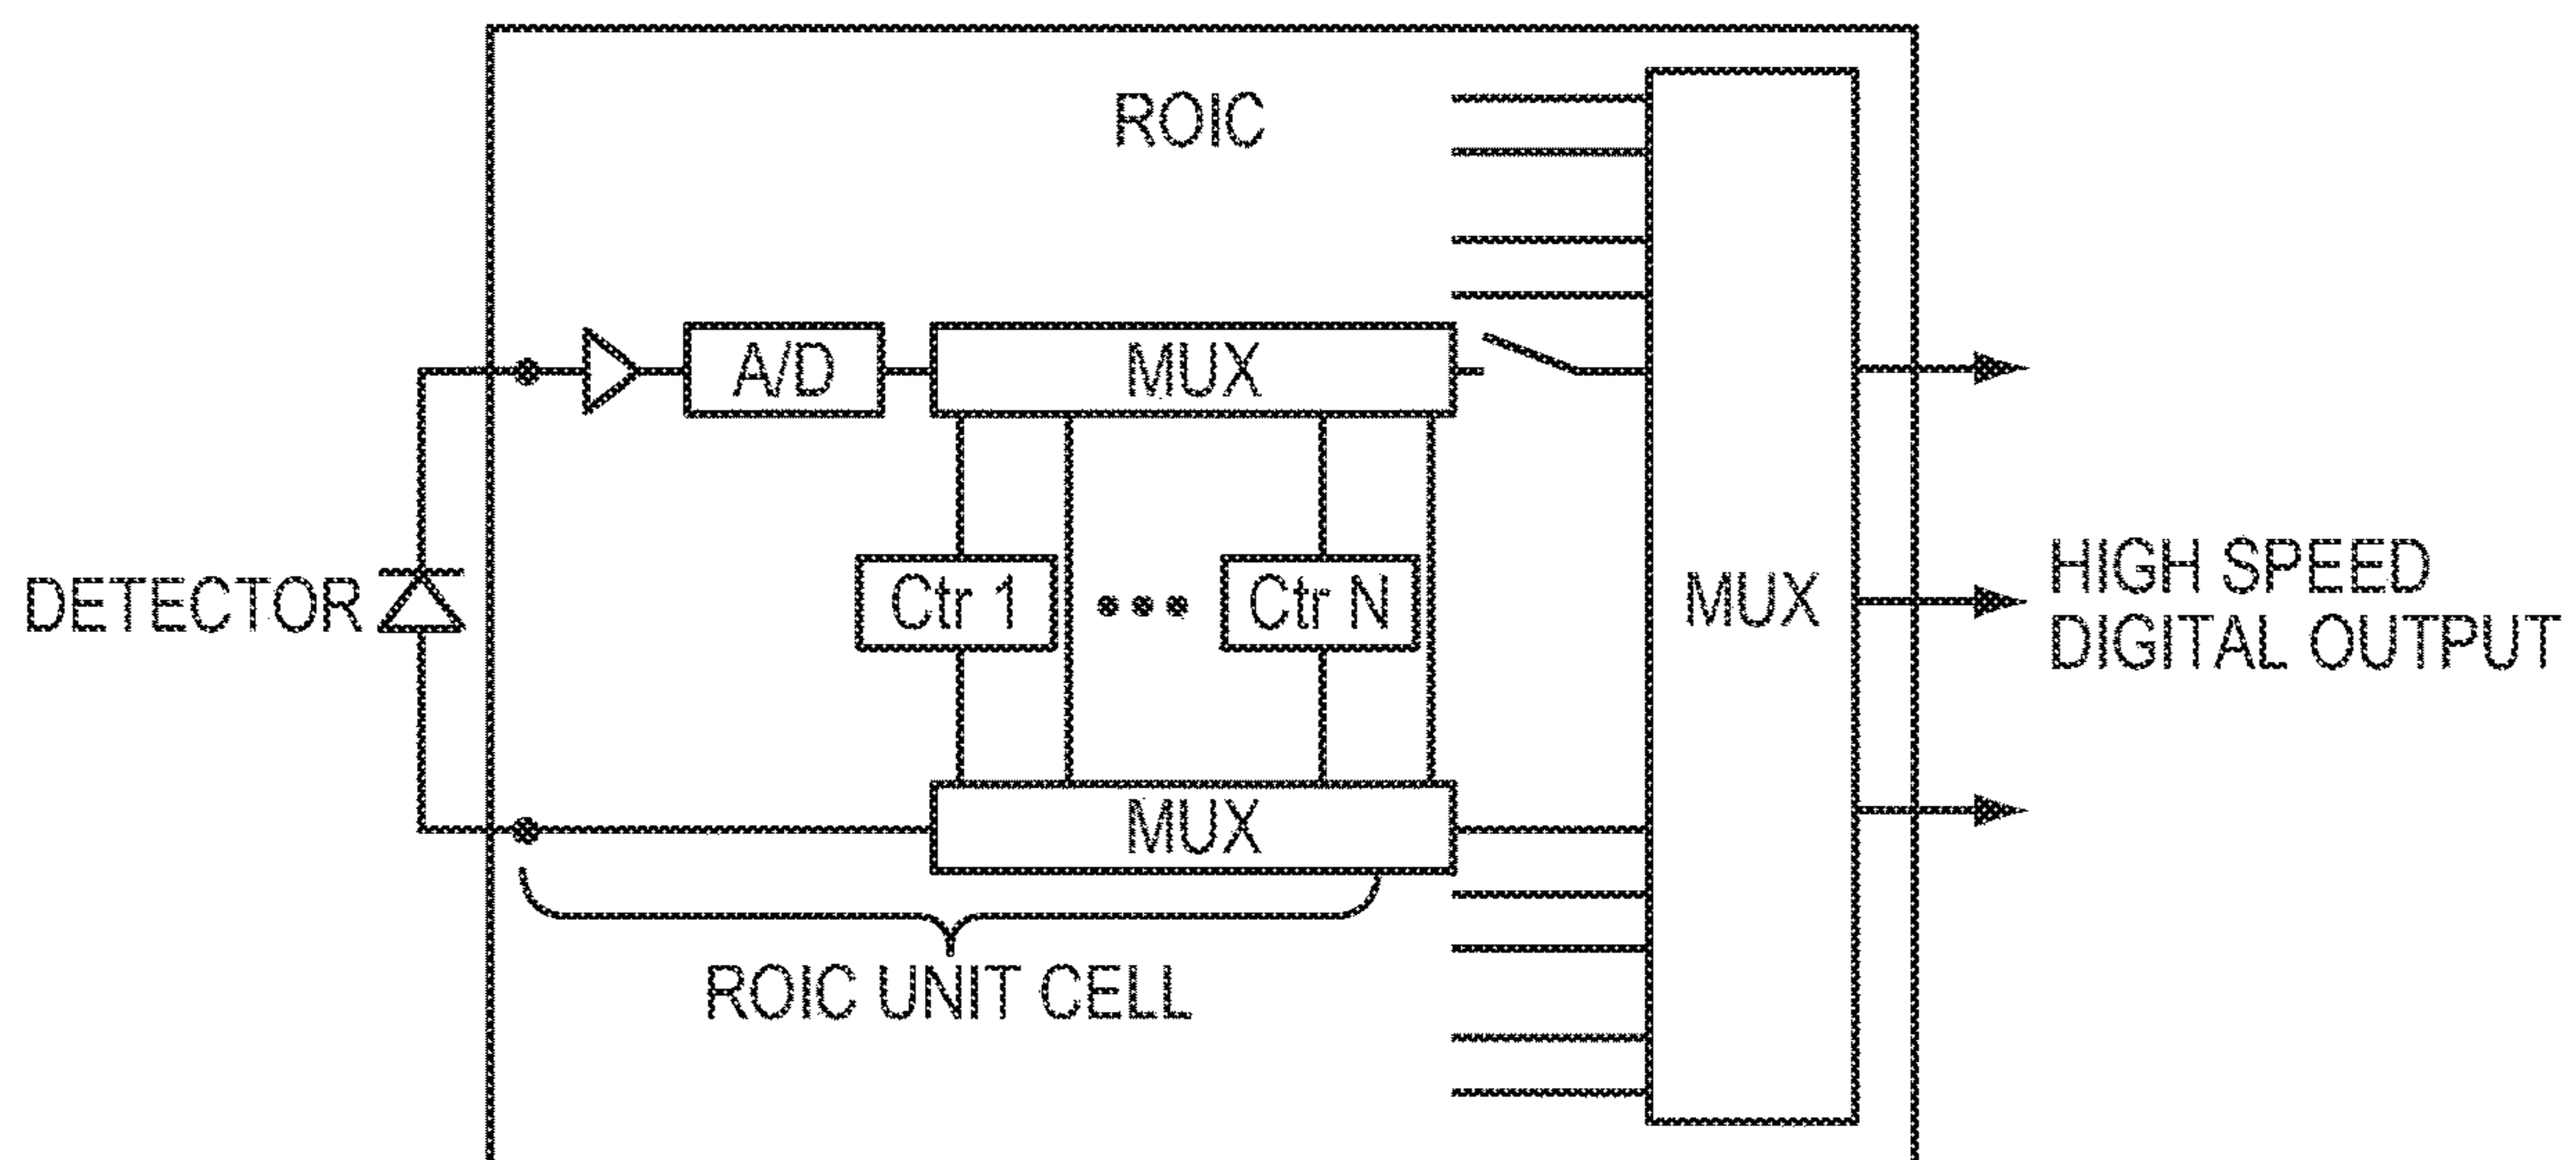 ROIC
A/D
MUX
DETECTOR
Ctr 1
Ctr N
MUX
HIGH SPEED
DIGITAL OUTPUT
MUX
ROIC UNIT CELL